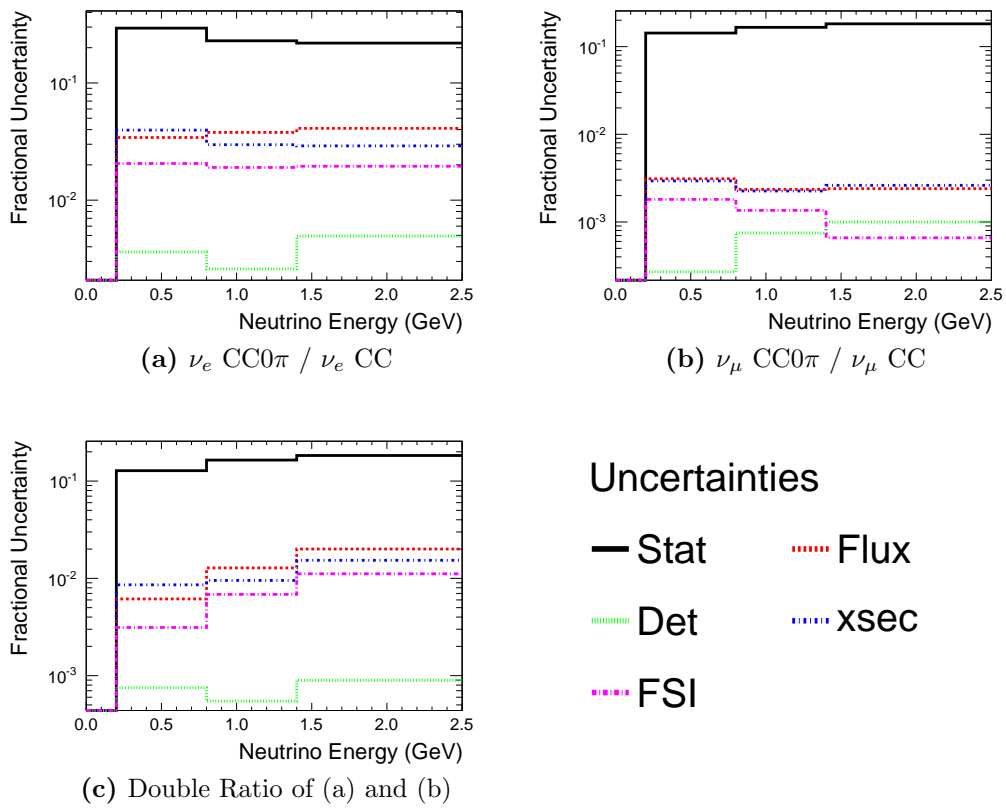 Fractional Uncertainty
10⁻¹
10⁻²
0.0 0.5 1.0 1.5 2.0 2.5
Neutrino Energy (GeV)
(a) νₑ CC0π / νₑ CC
Fractional Uncertainty
10⁻¹
10⁻²
10⁻³
0.0 0.5 1.0 1.5 2.0 2.5
Neutrino Energy (GeV)
(b) ν_μ CC0π / ν_μ CC
Fractional Uncertainty
10⁻¹
10⁻²
10⁻³
0.0 0.5 1.0 1.5 2.0 2.5
Neutrino Energy (GeV)
(c) Double Ratio of (a) and (b)
Uncertainties
Stat Flux
Det xsec
FSI